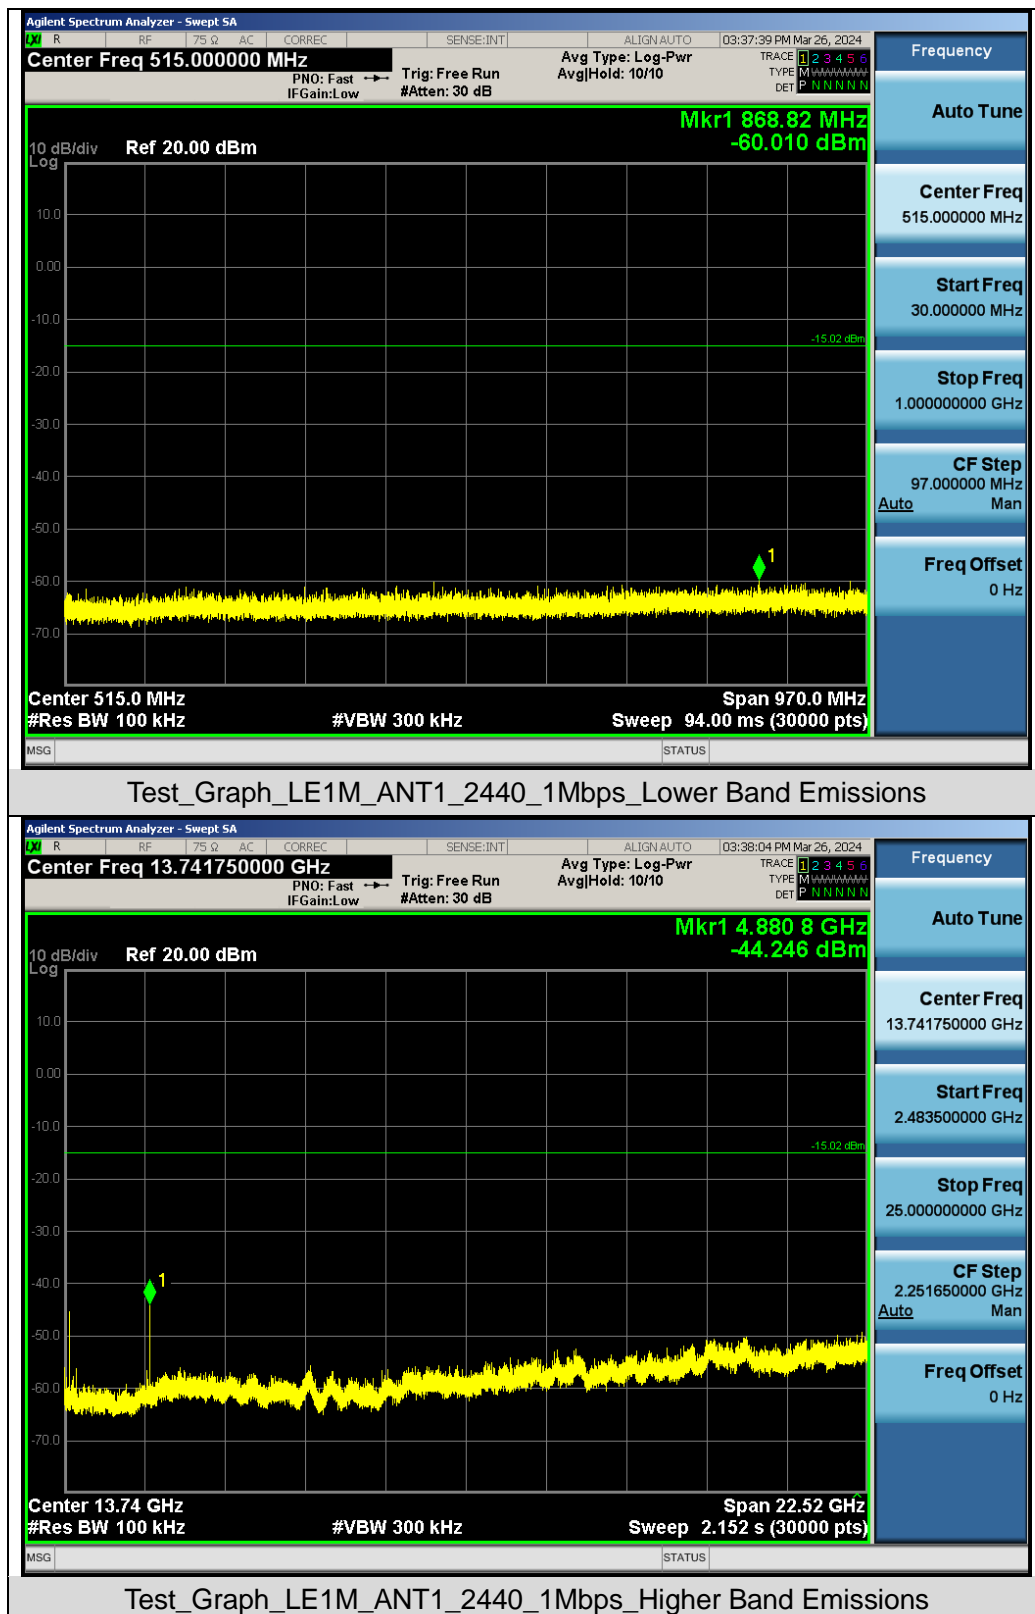 Agilent Spectrum Analyzer - Swept SA
LXI R RF 75 Ω AC CORREC SENSE:INT ALIGN AUTO 03:37:39 PM Mar 26, 2024
Center Freq 515.000000 MHz
PNO: Fast
IFGain:Low
Trig: Free Run
#Atten: 30 dB
Avg Type: Log-Pwr
Avg|Hold: 10/10
TRACE 1 2 3 4 5 6
TYPE M
DET P N N N N N
Mkr1 868.82 MHz
-60.010 dBm
10 dB/div
Log
Ref 20.00 dBm
10.0
0.00
-10.0
-15.02 dBm
-20.0
-30.0
-40.0
-50.0
1
-60.0
-70.0
Center 515.0 MHz
Span 970.0 MHz
#Res BW 100 kHz
#VBW 300 kHz
Sweep 94.00 ms (30000 pts)
MSG
STATUS
Frequency
Auto Tune
Center Freq
515.000000 MHz
Start Freq
30.000000 MHz
Stop Freq
1.000000000 GHz
CF Step
97.000000 MHz
Auto Man
Freq Offset
0 Hz
Test_Graph_LE1M_ANT1_2440_1Mbps_Lower Band Emissions
Agilent Spectrum Analyzer - Swept SA
LXI R RF 75 Ω AC CORREC SENSE:INT ALIGN AUTO 03:38:04 PM Mar 26, 2024
Center Freq 13.741750000 GHz
PNO: Fast
IFGain:Low
Trig: Free Run
#Atten: 30 dB
Avg Type: Log-Pwr
Avg|Hold: 10/10
TRACE 1 2 3 4 5 6
TYPE M
DET P N N N N N
Mkr1 4.880 8 GHz
-44.246 dBm
10 dB/div
Log
Ref 20.00 dBm
10.0
0.00
-10.0
-15.02 dBm
-20.0
-30.0
-40.0
1
-50.0
-60.0
-70.0
Center 13.74 GHz
Span 22.52 GHz
#Res BW 100 kHz
#VBW 300 kHz
Sweep 2.152 s (30000 pts)
MSG
STATUS
Frequency
Auto Tune
Center Freq
13.741750000 GHz
Start Freq
2.483500000 GHz
Stop Freq
25.000000000 GHz
CF Step
2.251650000 GHz
Auto Man
Freq Offset
0 Hz
Test_Graph_LE1M_ANT1_2440_1Mbps_Higher Band Emissions